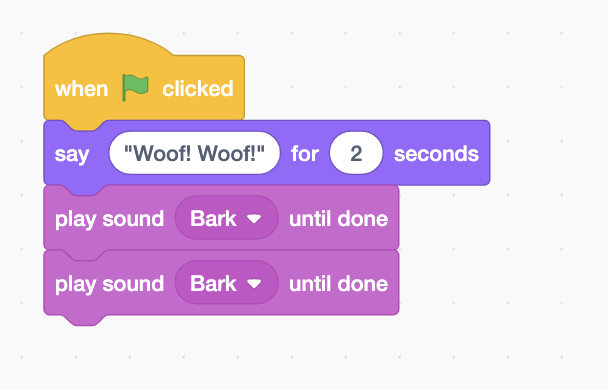 when clicked
say "Woof! Woof!" for 2 seconds
play sound Bark until done
play sound Bark until done